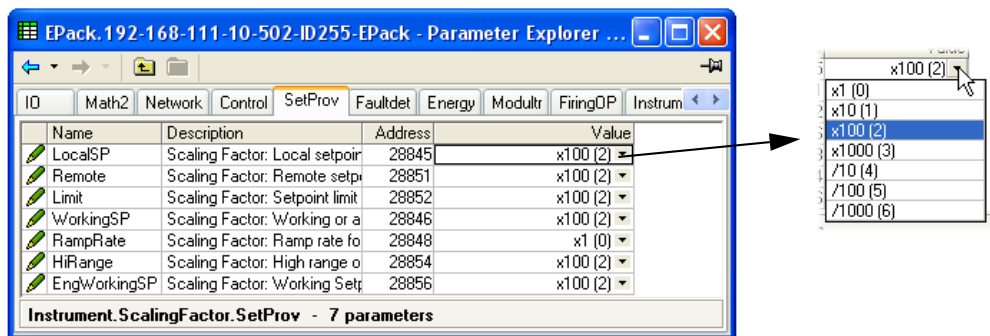 EPack.192-168-111-10-502-ID255-EPack - Parameter Explorer ...
IO Math2 Network Control SetProv Faultdet Energy Modultr FiringOP Instrum
Name Description Address Value
LocalSP Scaling Factor: Local setpoin 28845 x100 (2)
Remote Scaling Factor: Remote setp 28851 x100 (2)
Limit Scaling Factor: Setpoint limit 28852 x100 (2)
WorkingSP Scaling Factor: Working or a 28846 x100 (2)
RampRate Scaling Factor: Ramp rate fo 28848 x1 (0)
HiRange Scaling Factor: High range o 28854 x100 (2)
EngWorkingSP Scaling Factor: Working Setp 28856 x100 (2)
Instrument.ScalingFactor.SetProv - 7 parameters
x100 (2)
x1 (0)
x10 (1)
x100 (2)
x1000 (3)
/10 (4)
/100 (5)
/1000 (6)